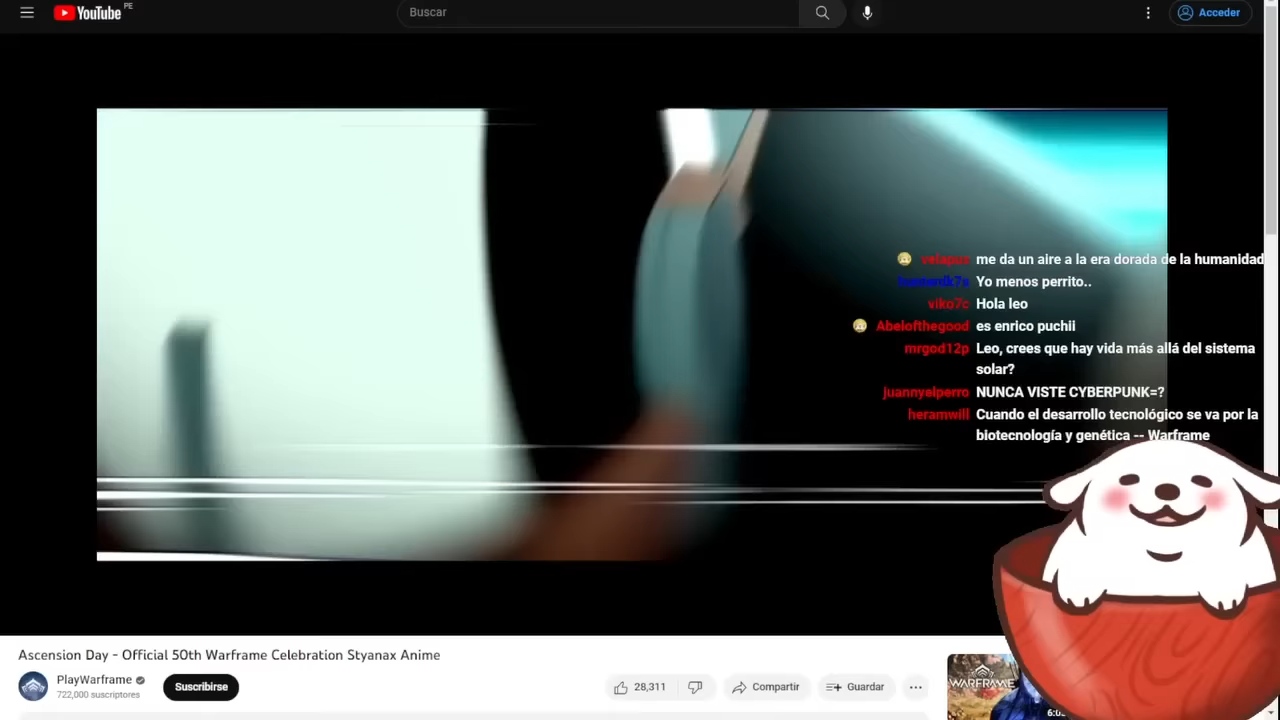 YouTube PE
Buscar
Acceder
me da un aire a la era dorada de la humanidad
Yo menos perrito..
viko7c Hola leo
Abelofthegood es enrico puchii
mrgod12p Leo, crees que hay vida más allá del sistema
solar?
juannyelperro NUNCA VISTE CYBERPUNK=?
heramwill Cuando el desarrollo tecnológico se va por la
biotecnología y genética -- Warframe
Ascension Day - Official 50th Warframe Celebration Styanax Anime
PlayWarframe
722,000 suscriptores
Suscribirse
28,311
Compartir
Guardar
WARFRAME